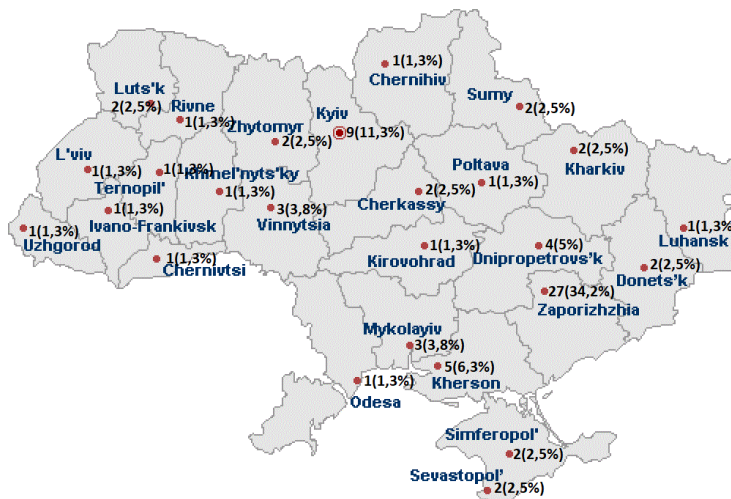 1(1,3%)
Chernihiv
Luts'k
2(2,5%)
Rivne
1(1,3%)
Kyiv
9(11,3%)
Sumy
2(2,5%)
Zhytomyr
2(2,5%)
L'viv
1(1,3%)
Ternopil'
1(1,3%)
Khmel'nyts'ky
1(1,3%)
Poltava
1(1,3%)
2(2,5%)
Kharkiv
1(1,3%)
Ivano-Frankivsk
3(3,8%)
Vinnytsia
2(2,5%)
Cherkassy
1(1,3%)
Uzhgorod
1(1,3%)
Chernivtsi
1(1,3%)
Kirovohrad
4(5%)
Dnipropetrovs'k
1(1,3%
Luhansk
2(2,5%)
Donets'k
27(34,2%)
Zaporizhzhia
Mykolayiv
3(3,8%)
5(6,3%)
Kherson
1(1,3%)
Odesa
Simferopol'
2(2,5%)
Sevastopol'
2(2,5%)